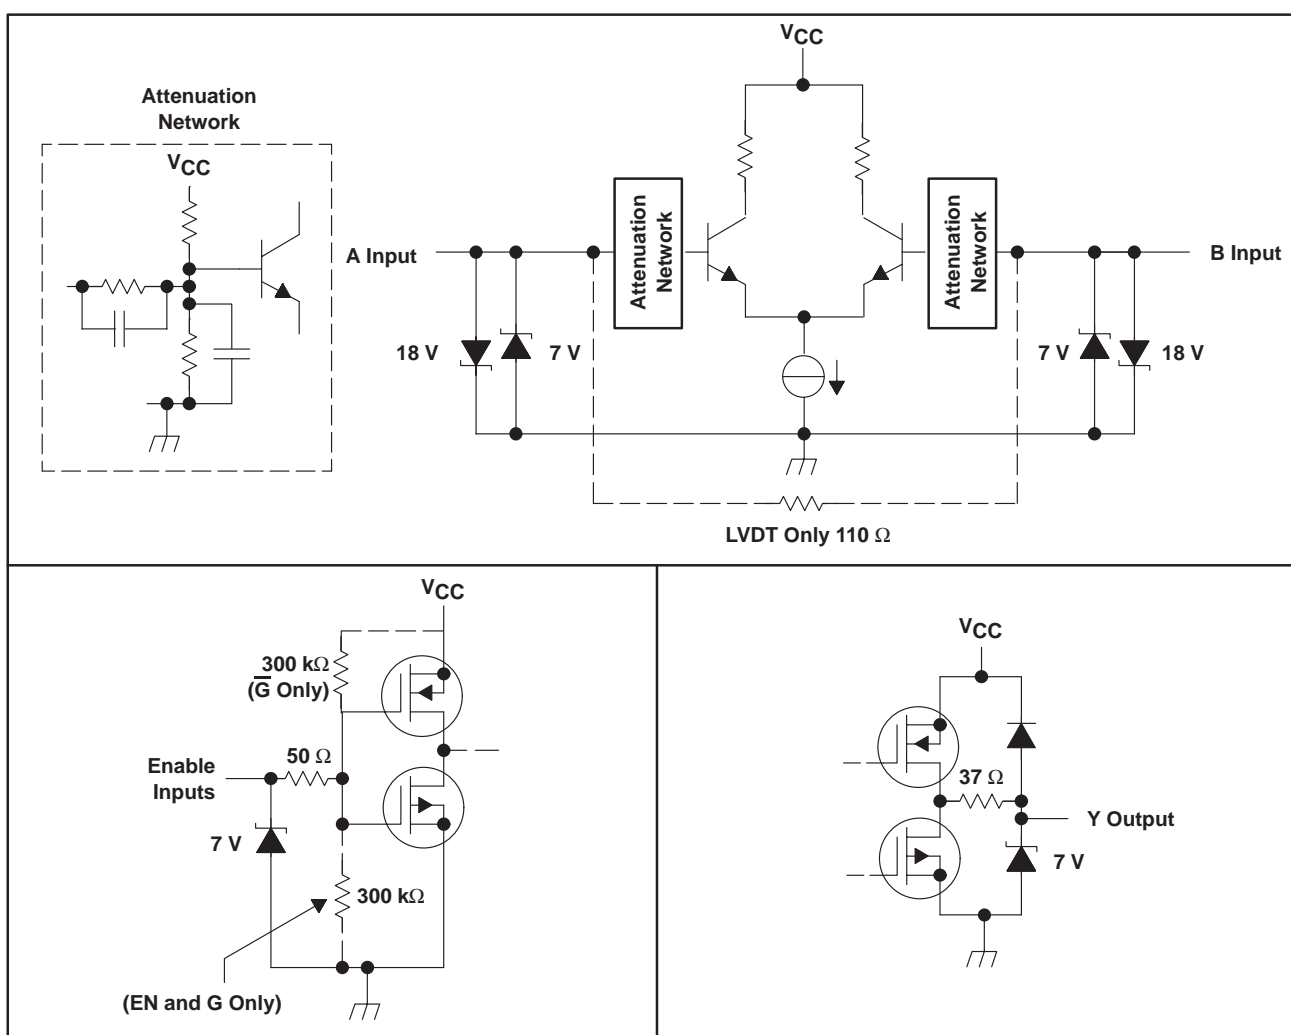 VCC
Attenuation
Network
VCC
A Input
Attenuation
Network
Attenuation
Network
B Input
18 V
7 V
7 V
18 V
LVDT Only 110 Ω
VCC
300 kΩ
(G̅ Only)
50 Ω
Enable
Inputs
7 V
300 kΩ
(EN and G Only)
VCC
37 Ω
Y Output
7 V